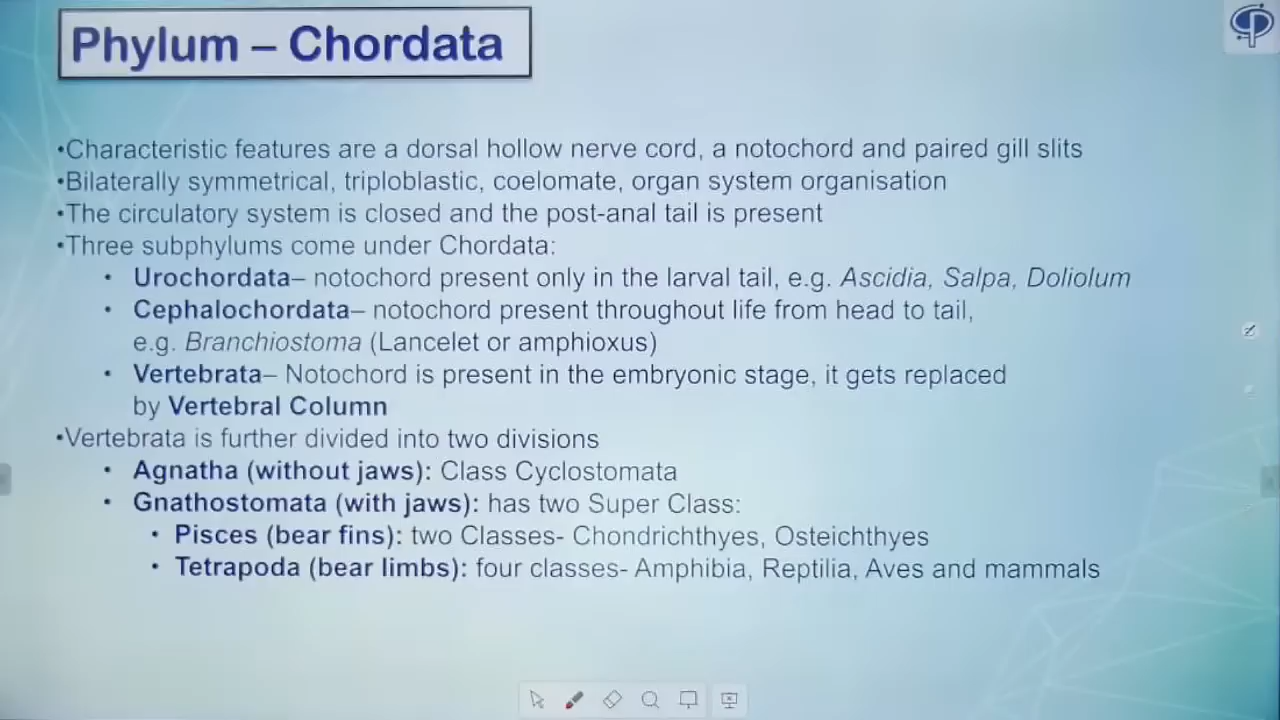 Phylum – Chordata
•Characteristic features are a dorsal hollow nerve cord, a notochord and paired gill slits
•Bilaterally symmetrical, triploblastic, coelomate, organ system organisation
•The circulatory system is closed and the post-anal tail is present
•Three subphylums come under Chordata:
• Urochordata– notochord present only in the larval tail, e.g. Ascidia, Salpa, Doliolum
• Cephalochordata– notochord present throughout life from head to tail,
e.g. Branchiostoma (Lancelet or amphioxus)
• Vertebrata– Notochord is present in the embryonic stage, it gets replaced
by Vertebral Column
•Vertebrata is further divided into two divisions
• Agnatha (without jaws): Class Cyclostomata
• Gnathostomata (with jaws): has two Super Class:
• Pisces (bear fins): two Classes- Chondrichthyes, Osteichthyes
• Tetrapoda (bear limbs): four classes- Amphibia, Reptilia, Aves and mammals